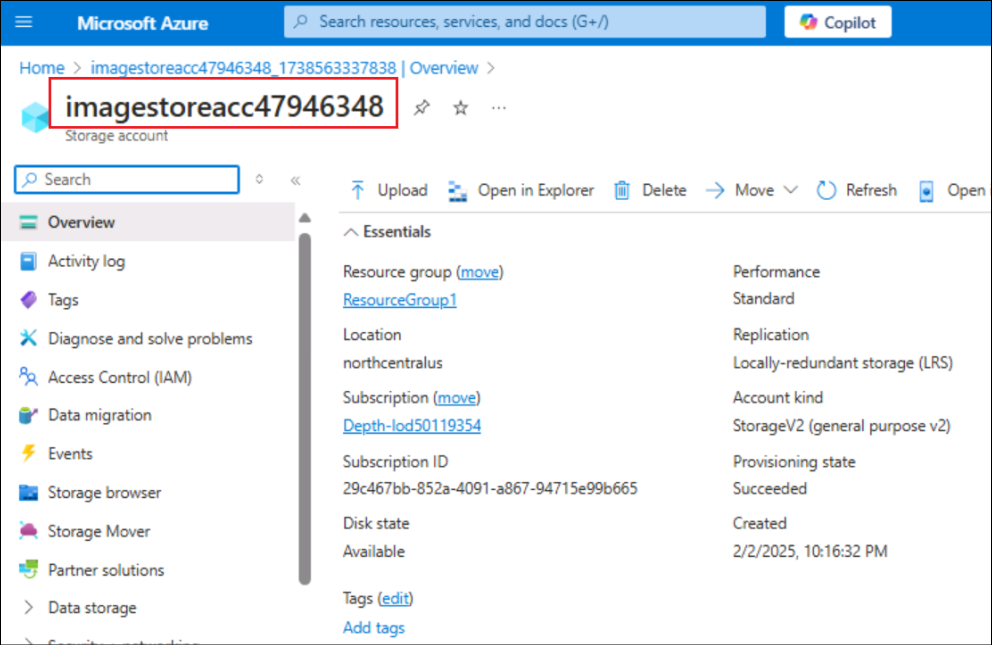 Microsoft Azure
Search resources, services, and docs (G+/)
Copilot
Home > imagestoreacc47946348_1738563337838 | Overview >
imagestoreacc47946348
Storage account
Search
Upload
Open in Explorer
Delete
Move
Refresh
Open
Overview
Activity log
Tags
Diagnose and solve problems
Access Control (IAM)
Data migration
Events
Storage browser
Storage Mover
Partner solutions
Data storage
Security + networking
Essentials
Resource group (move)
ResourceGroup1
Location
northcentralus
Subscription (move)
Depth-lod50119354
Subscription ID
29c467bb-852a-4091-a867-94715e99b665
Disk state
Available
Tags (edit)
Add tags
Performance
Standard
Replication
Locally-redundant storage (LRS)
Account kind
StorageV2 (general purpose v2)
Provisioning state
Succeeded
Created
2/2/2025, 10:16:32 PM